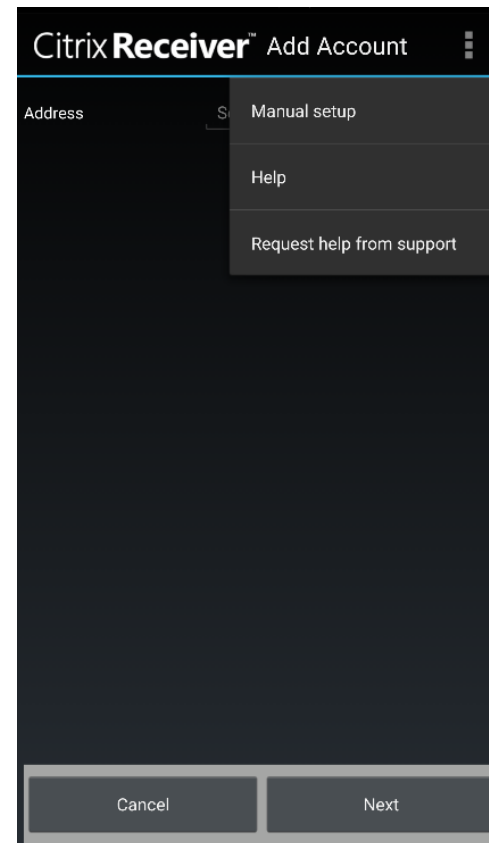 Citrix Receiver™ Add Account
Address
Manual setup
Help
Request help from support
Cancel Next